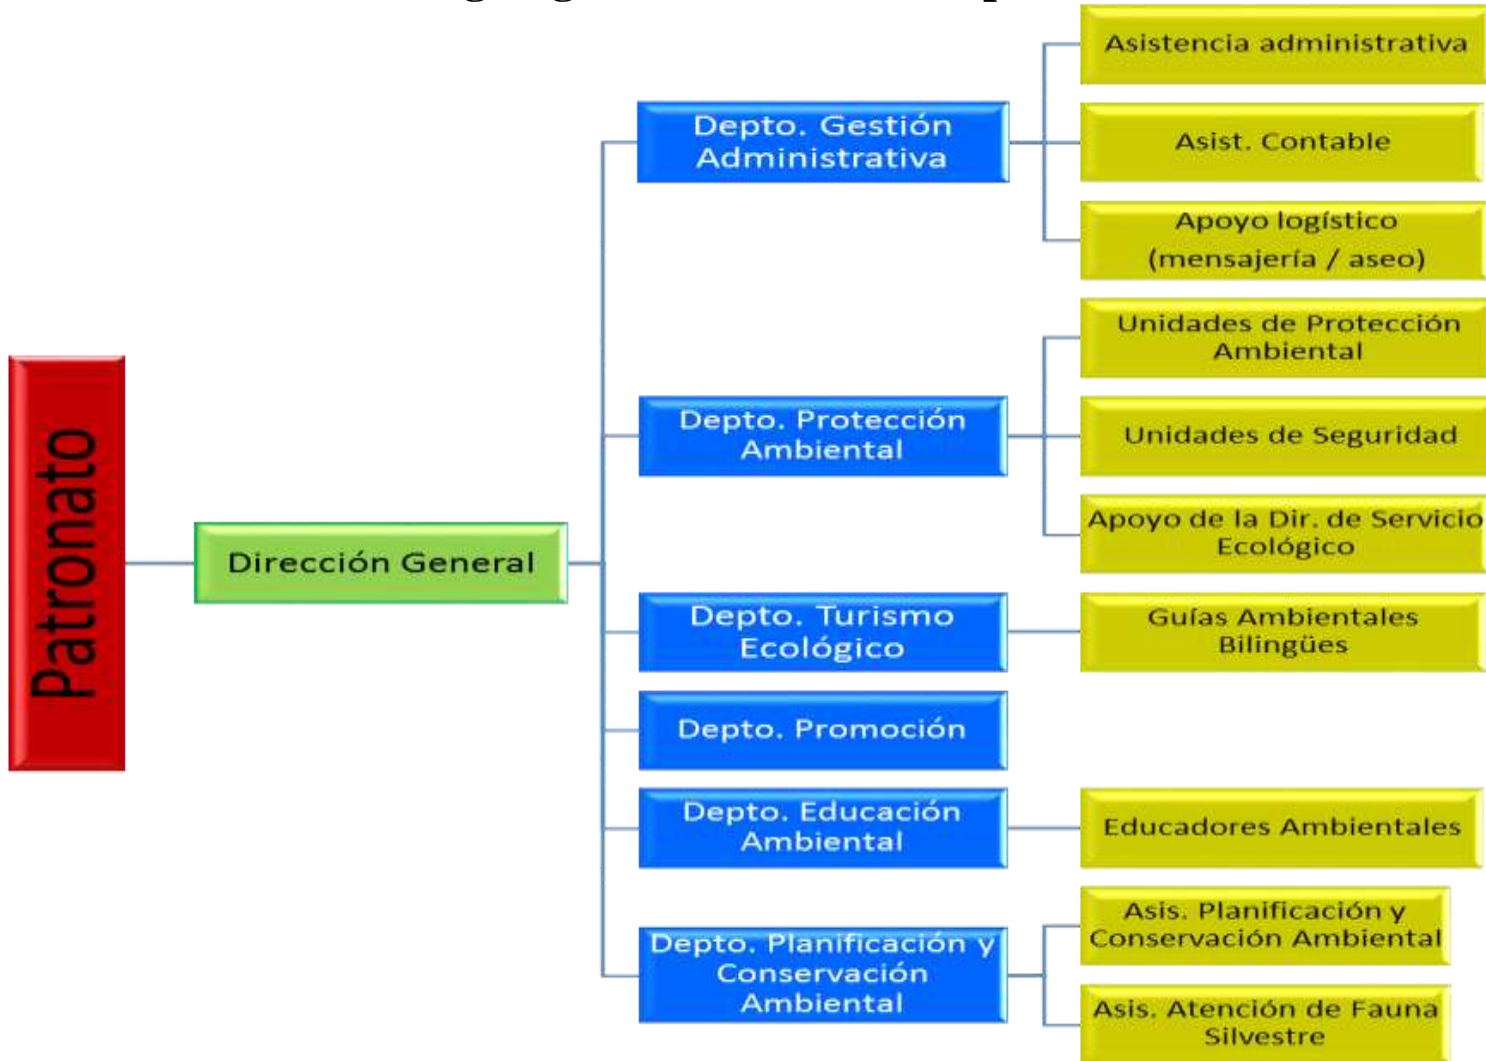 Patronato
Dirección General
Depto. Gestión
Administrativa
Asistencia administrativa
Asist. Contable
Apoyo logístico
(mensajería / aseo)
Depto. Protección
Ambiental
Unidades de Protección
Ambiental
Unidades de Seguridad
Apoyo de la Dir. de Servicio
Ecológico
Depto. Turismo
Ecológico
Guías Ambientales
Bilingües
Depto. Promoción
Depto. Educación
Ambiental
Educadores Ambientales
Depto. Planificación y
Conservación
Ambiental
Asis. Planificación y
Conservación Ambiental
Asis. Atención de Fauna
Silvestre